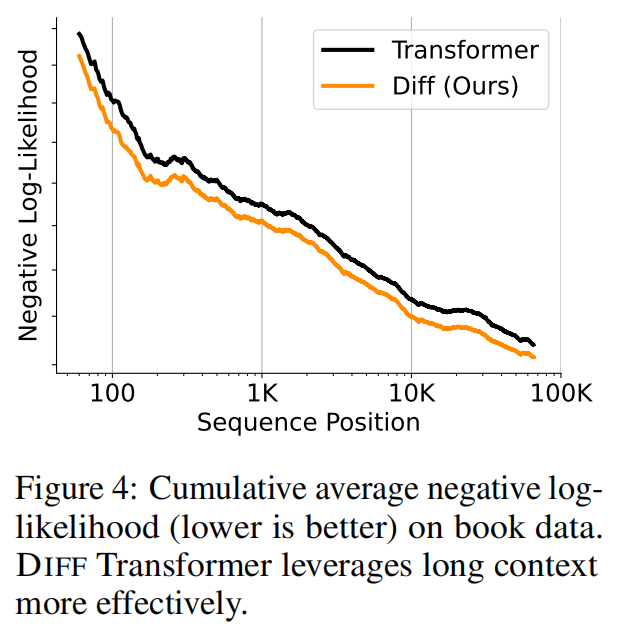 Transformer
Diff (Ours)
Negative Log-Likelihood
100
1K
10K
100K
Sequence Position
Figure 4: Cumulative average negative log-
likelihood (lower is better) on book data.
DIFF Transformer leverages long context
more effectively.